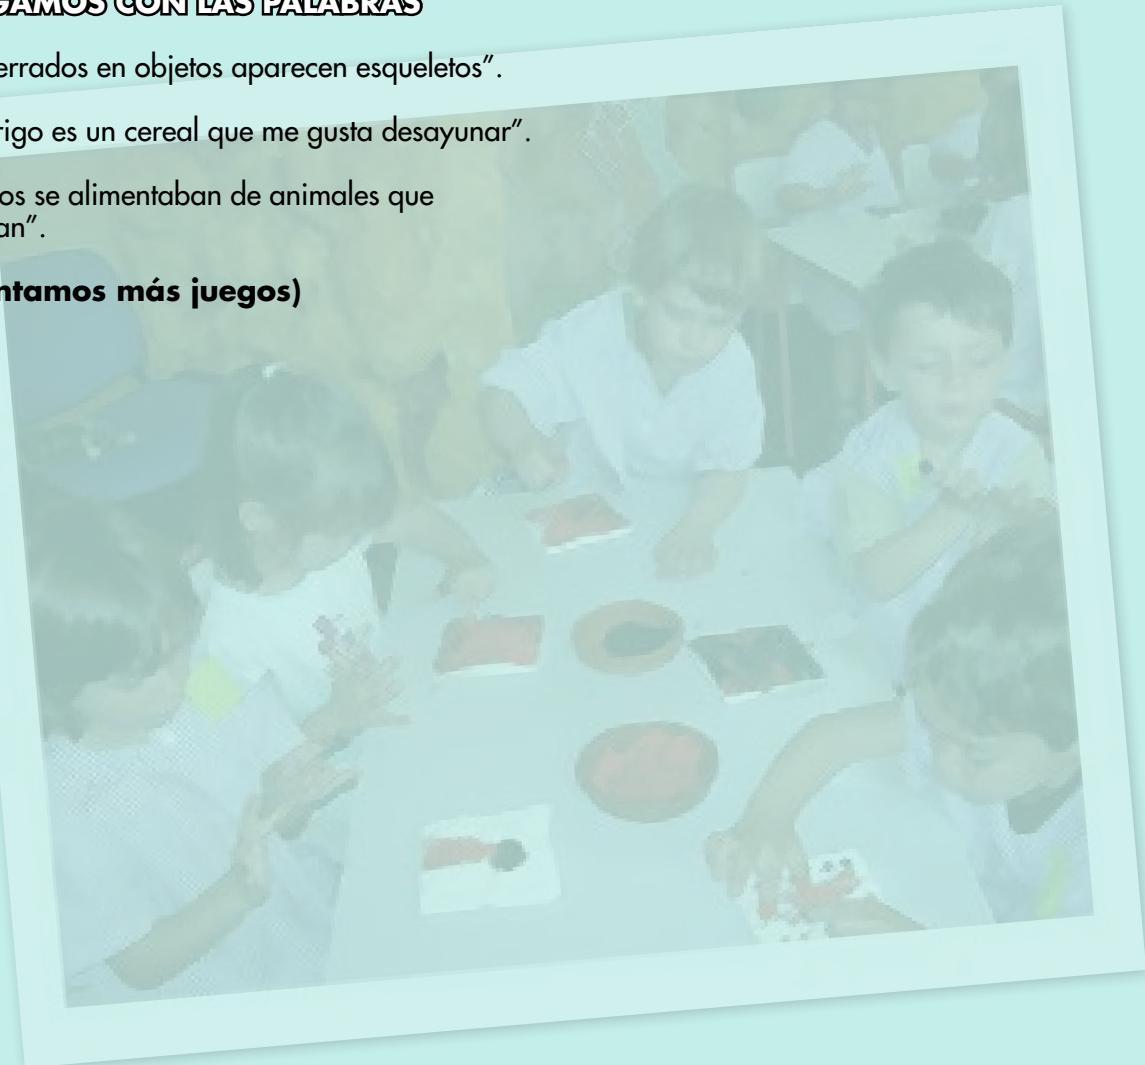 GAMOS CON LAS PALABRAS
errados en objetos aparecen esqueletos”.
rigo es un cereal que me gusta desayunar”.
os se alimentaban de animales que
an”.
ntamos más juegos)